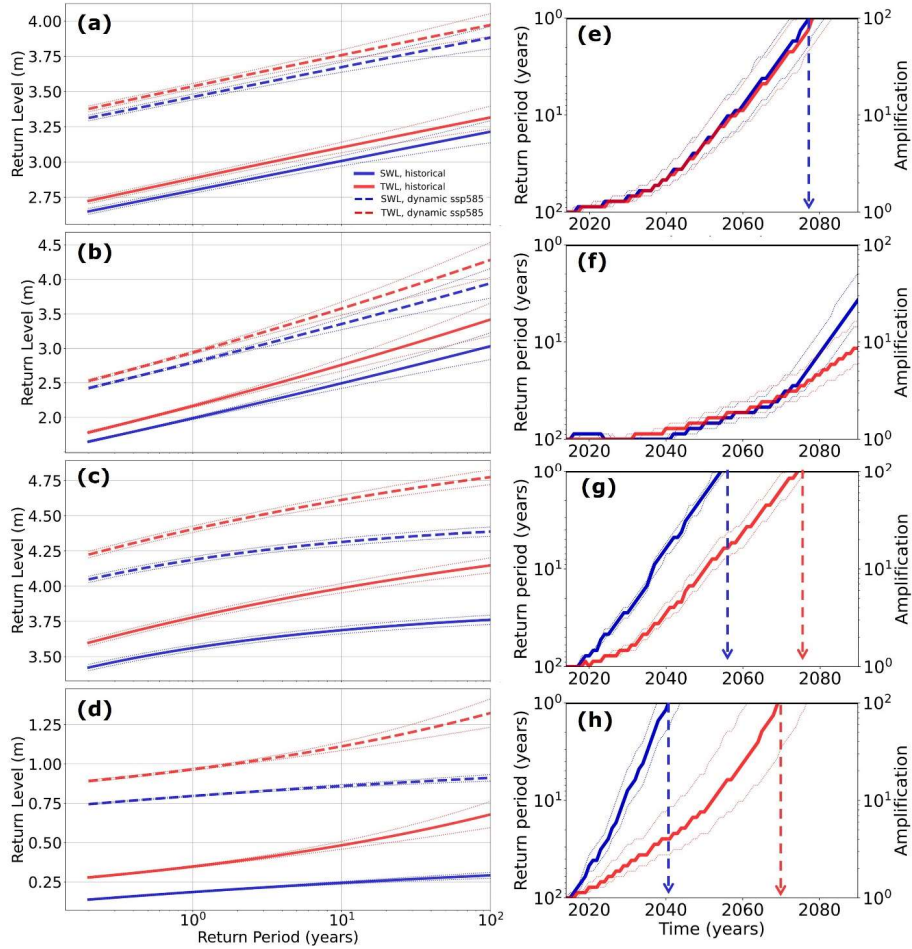 (a)
Return Level (m)
4.00
3.75
3.50
3.25
3.00
2.75
SWL, historical
TWL, historical
SWL, dynamic ssp585
TWL, dynamic ssp585
(b)
Return Level (m)
4.5
4.0
3.5
3.0
2.5
2.0
(c)
Return Level (m)
4.75
4.50
4.25
4.00
3.75
3.50
(d)
Return Level (m)
1.25
1.00
0.75
0.50
0.25
10⁰ 10¹ 10²
Return Period (years)
(e)
Return period (years)
10⁰
10¹
10²
2020 2040 2060 2080
10²
10¹
10⁰
Amplification
(f)
Return period (years)
10⁰
10¹
10²
2020 2040 2060 2080
10²
10¹
10⁰
Amplification
(g)
Return period (years)
10⁰
10¹
10²
2020 2040 2060 2080
10²
10¹
10⁰
Amplification
(h)
Return period (years)
10⁰
10¹
10²
2020 2040 2060 2080
10²
10¹
10⁰
Amplification
Time (years)